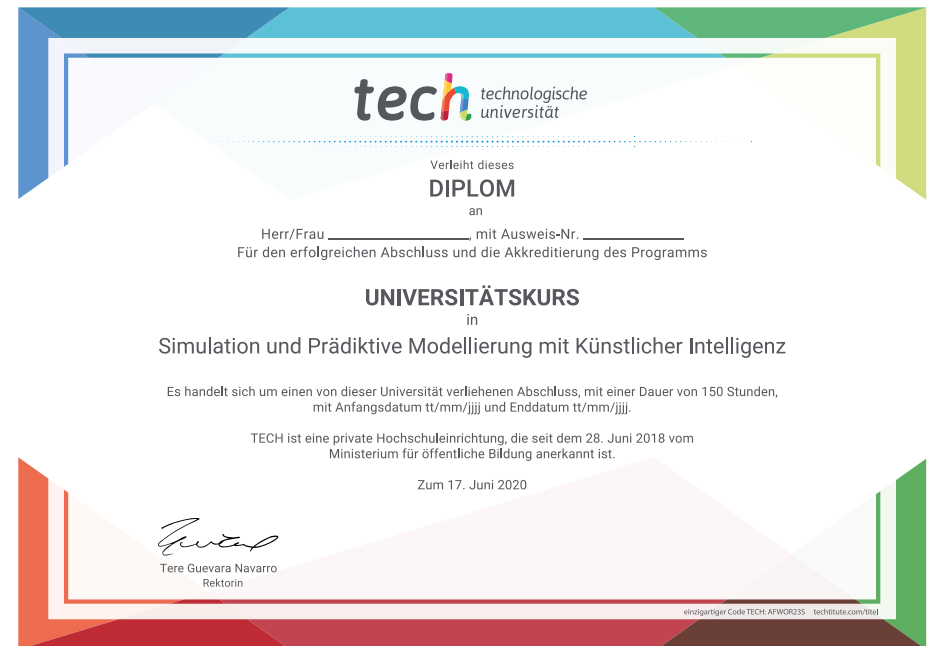 tech technologische
universität
Verleiht dieses
DIPLOM
an
Herr/Frau ____________________, mit Ausweis-Nr. ______________
Für den erfolgreichen Abschluss und die Akkreditierung des Programms
UNIVERSITÄTSKURS
in
Simulation und Prädiktive Modellierung mit Künstlicher Intelligenz
Es handelt sich um einen von dieser Universität verliehenen Abschluss, mit einer Dauer von 150 Stunden,
mit Anfangsdatum tt/mm/jjjj und Enddatum tt/mm/jjjj.
TECH ist eine private Hochschuleinrichtung, die seit dem 28. Juni 2018 vom
Ministerium für öffentliche Bildung anerkannt ist.
Zum 17. Juni 2020
Tere Guevara Navarro
Rektorin
einzigartiger Code TECH: AFWOR235 techtitute.com/titel